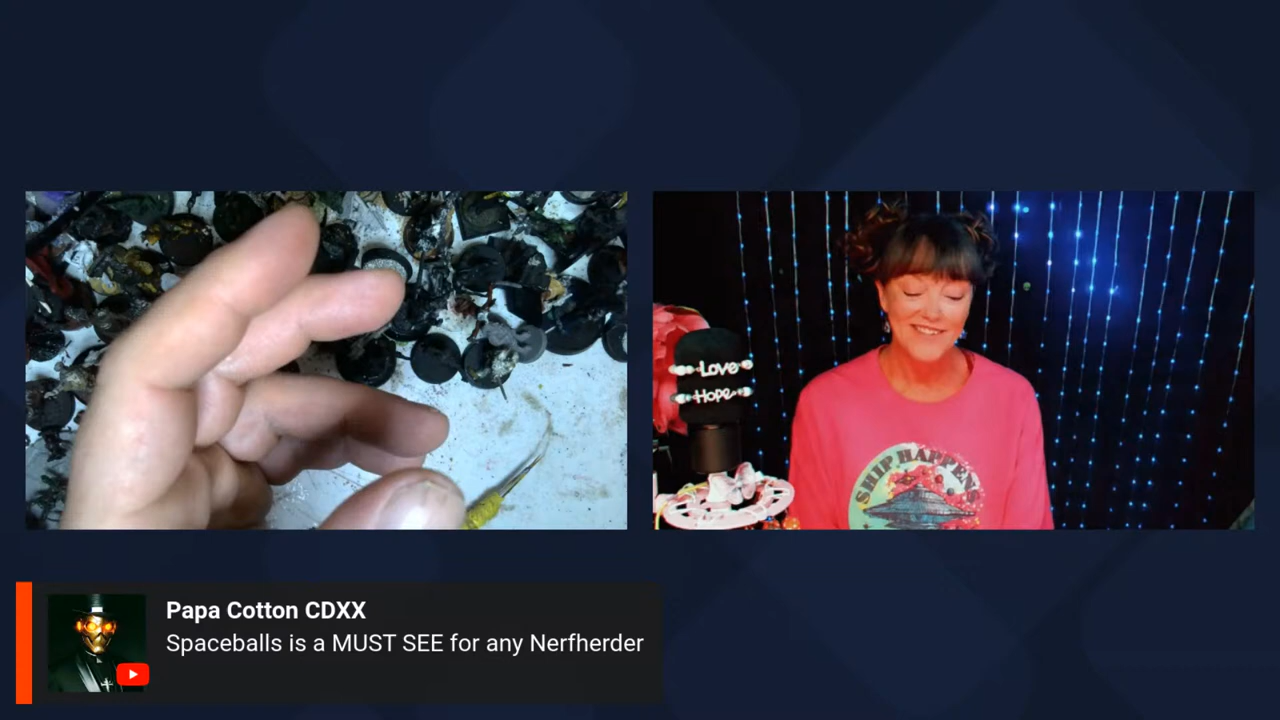 Love
Hope
SHIP HAPPENS
Papa Cotton CDXX
Spaceballs is a MUST SEE for any Nerfherder